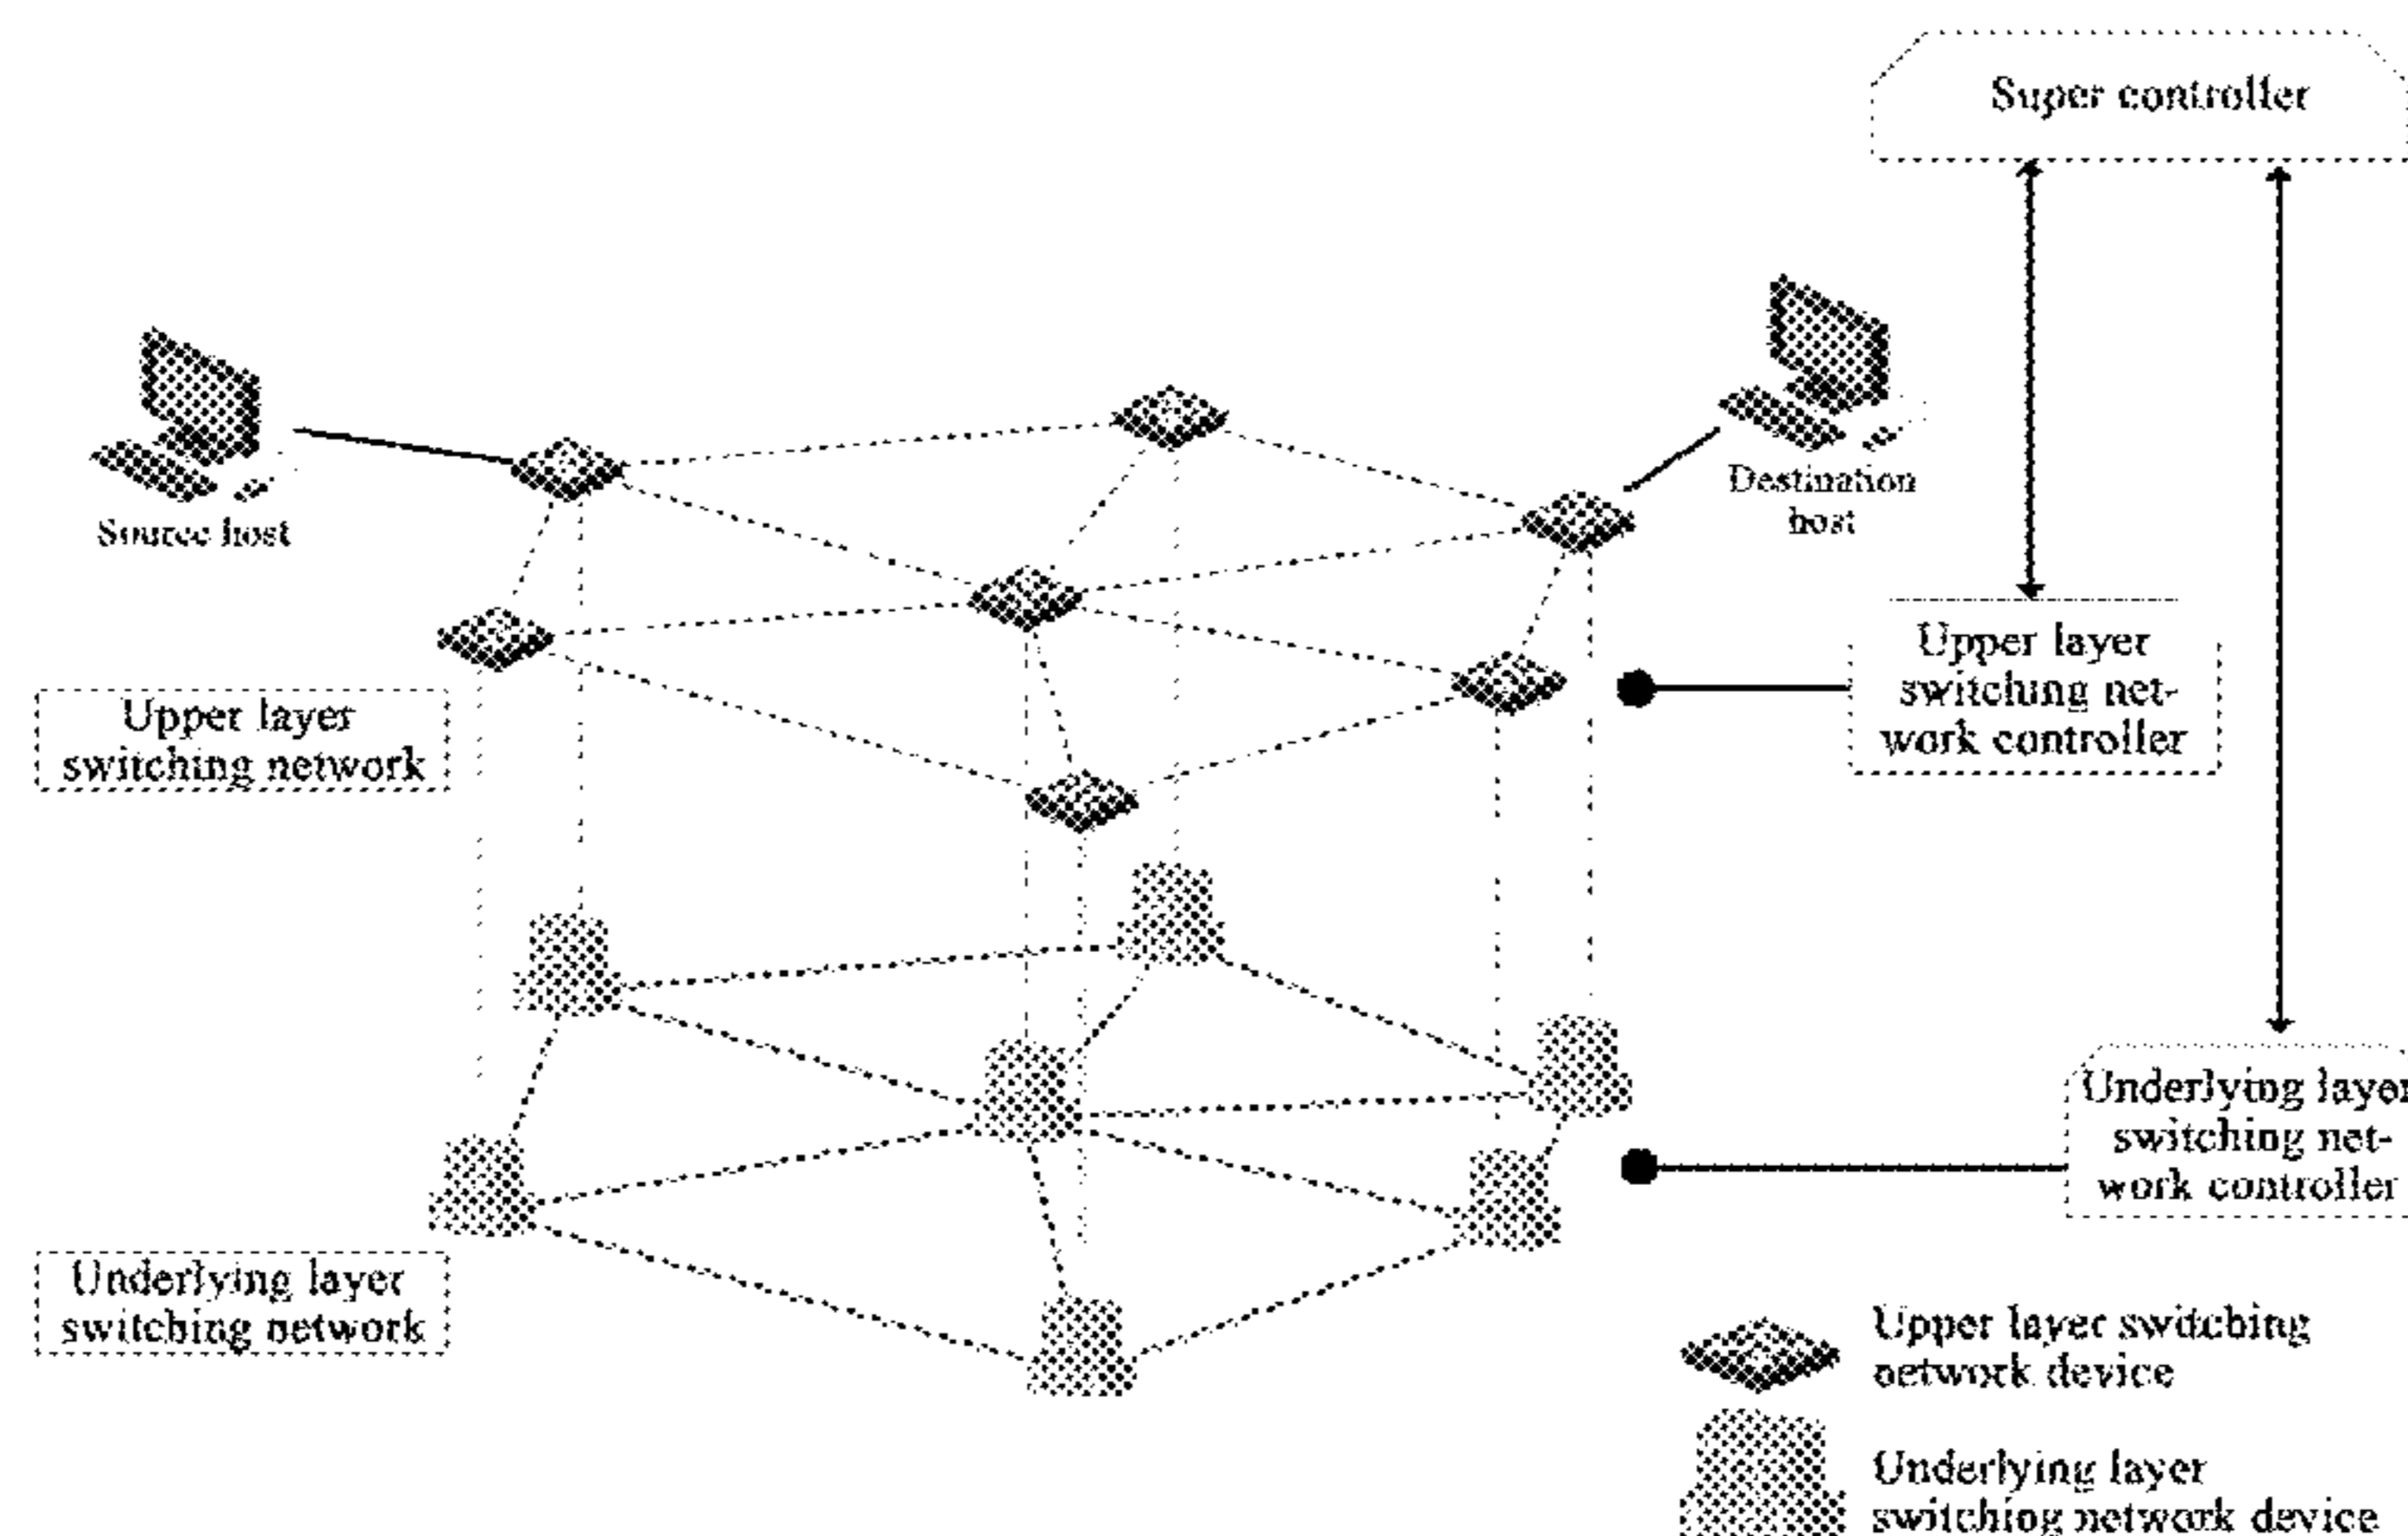 Super controller
Source host
Destination
host
Upper layer
switching net-
work controller
Upper layer
switching network
Underlying layer
switching net-
work controller
Underlying layer
switching network
Upper layer switching
network device
Underlying layer
switching network device